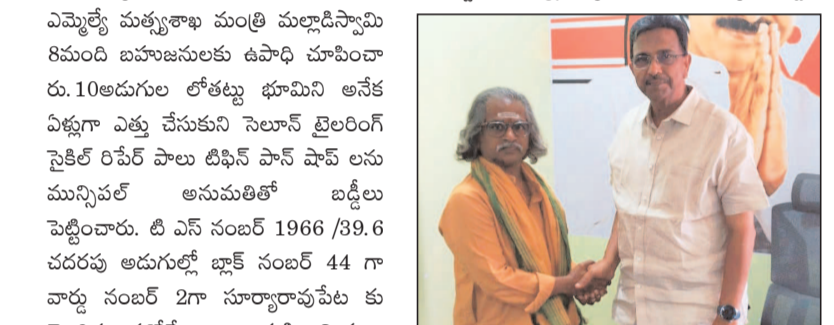 ఎమ్మెల్యే మత్స్యశాఖ మంత్రి మల్లాడిస్వామి
8మంది బహుజనులకు ఉపాధి చూపించా
రు.10అడుగుల లోతట్టు భూమిని అనేక
ఏళ్లుగా ఎత్తు చేసుకుని సెలూన్ టైలరింగ్
సైకిల్ రిపేర్ పాలు టిఫిన్ పాన్ షాప్ లను
మున్సిపల్ అనుమతితో బడ్డీలు
పెట్టించారు. టి ఎస్ నంబర్ 1966 /39.6
చదరపు అడుగుల్లో బ్లాక్ నంబర్ 44 గా
వార్డు నంబర్ 2గా సూర్యారావుపేట కు